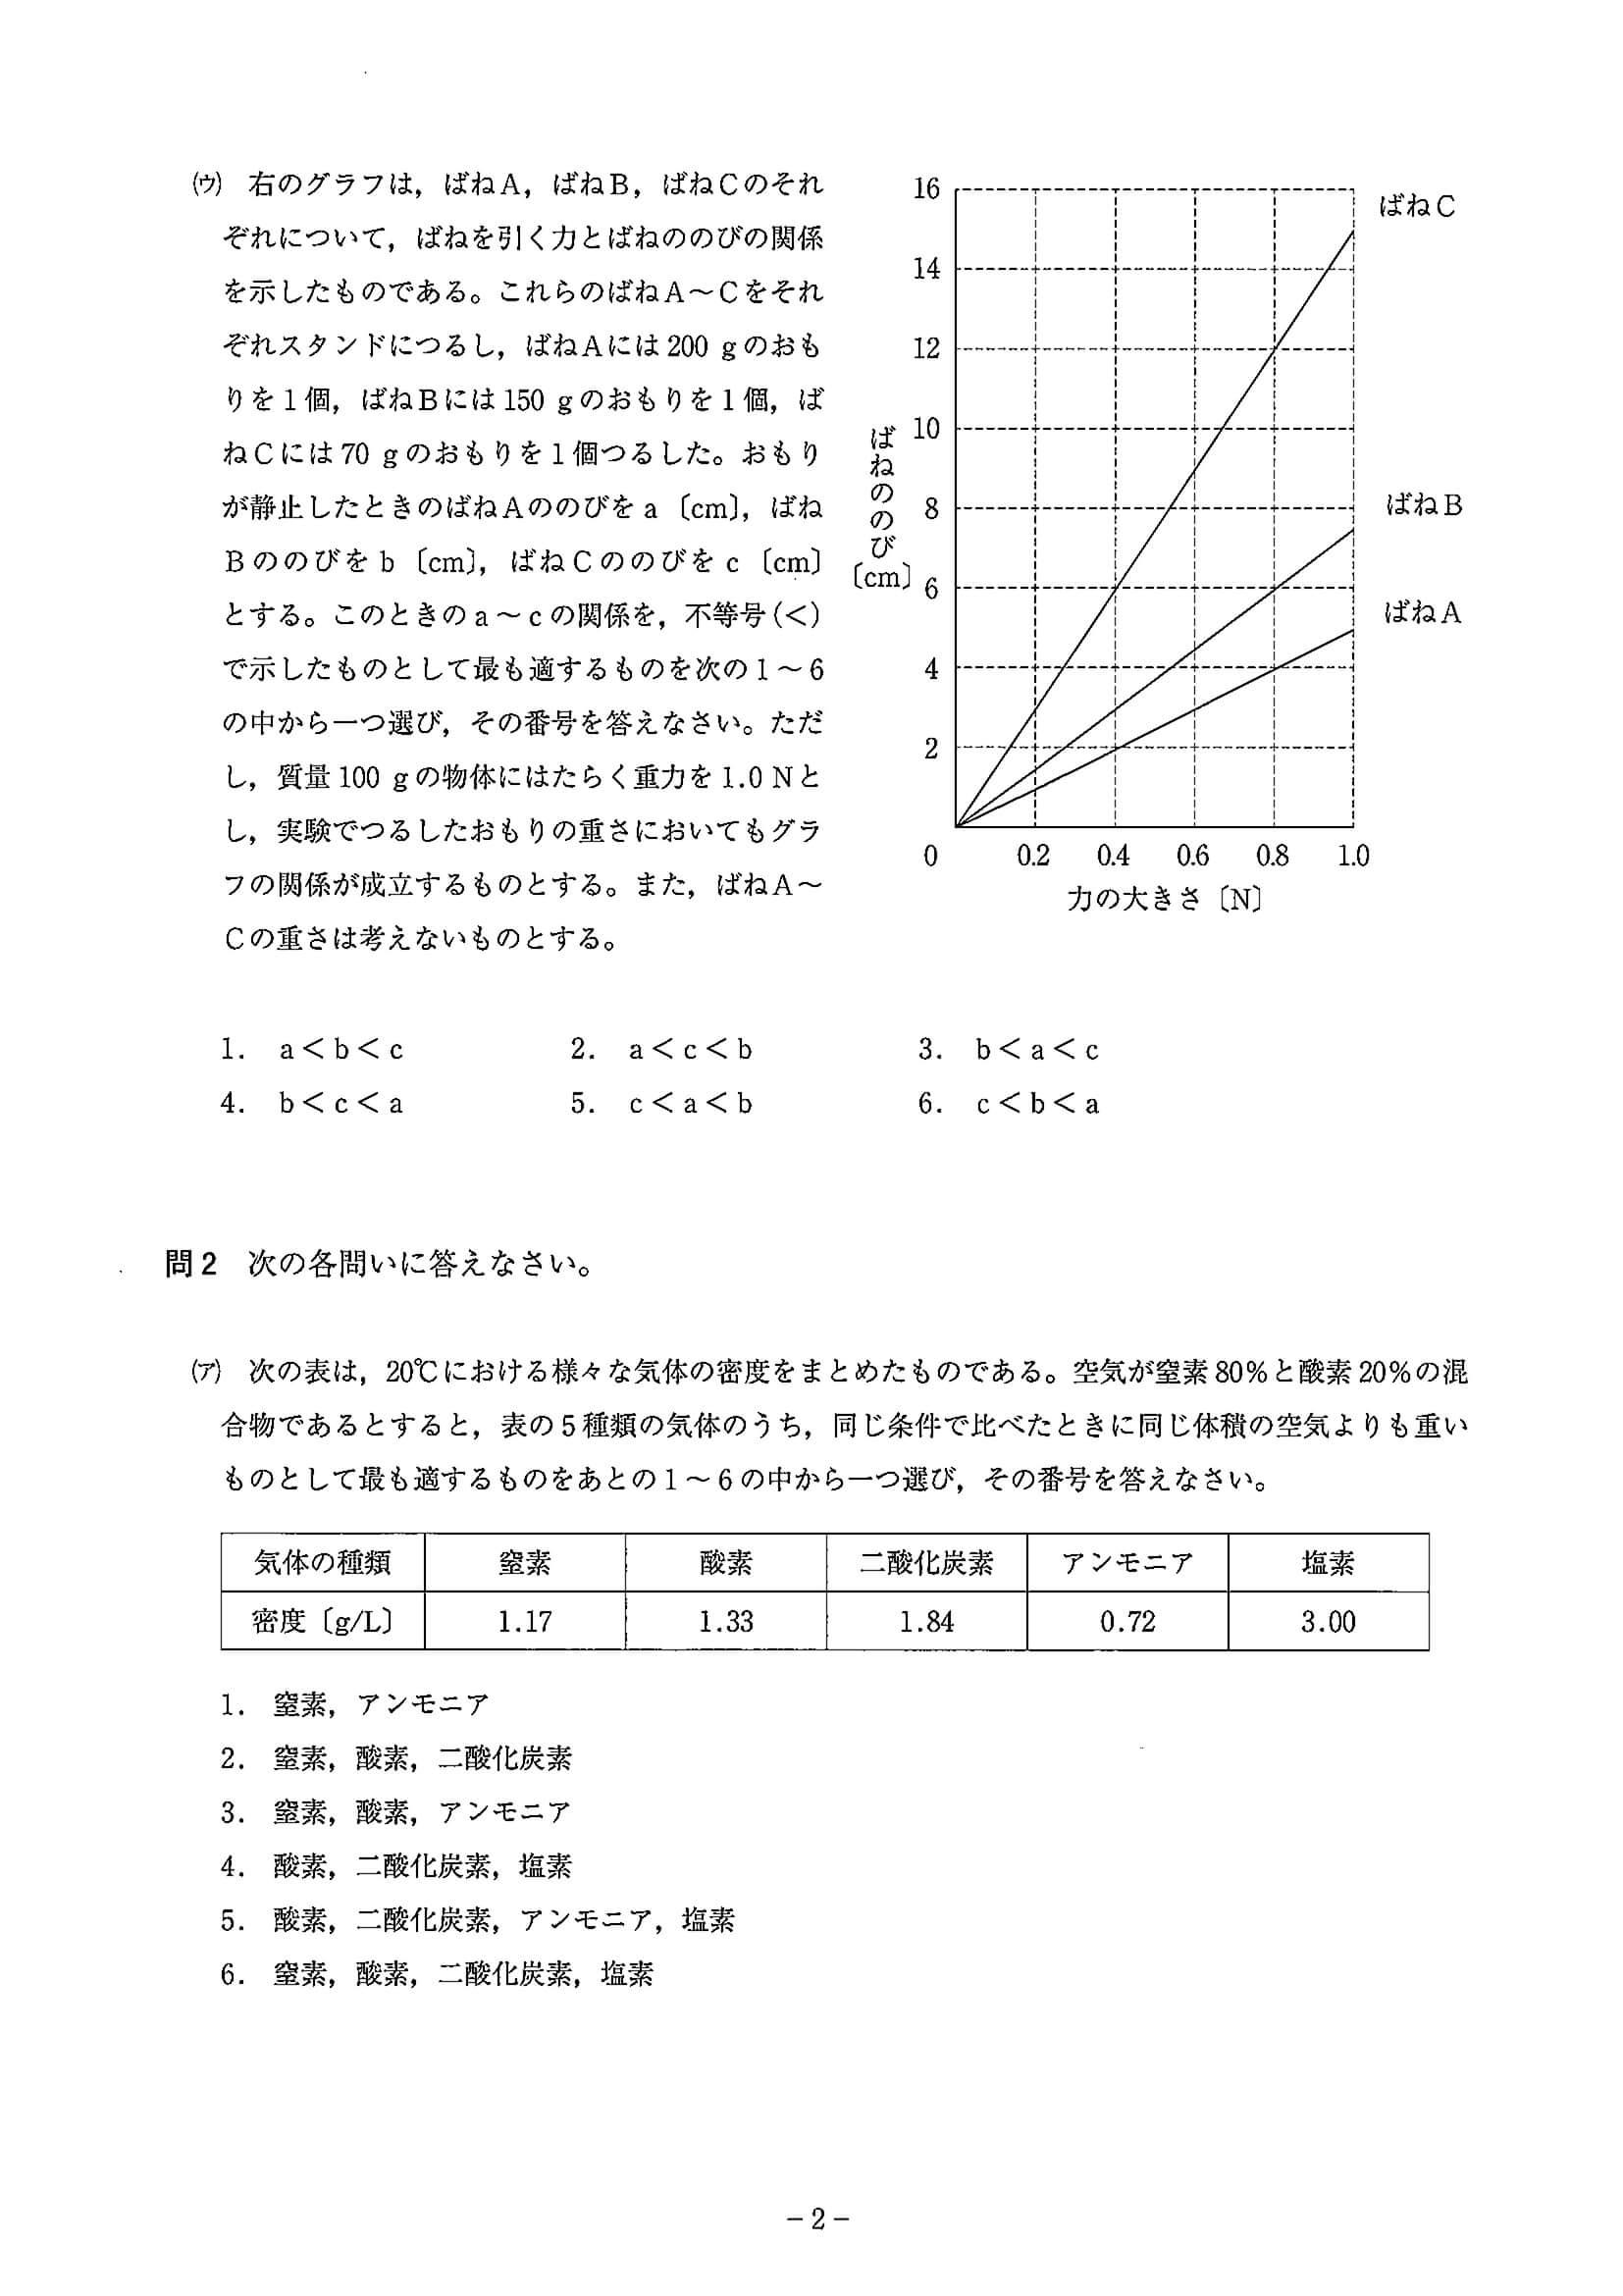 (ウ) 右のグラフは，ばねA，ばねB，ばねCのそれ
ぞれについて，ばねを引く力とばねののびの関係
を示したものである。これらのばねA～Cをそれ
ぞれスタンドにつるし，ばねAには 200 g のおも
りを1個，ばねBには 150 g のおもりを1個，ば
ねCには 70 g のおもりを1個つるした。おもり
が静止したときのばねAののびを a〔cm〕，ばね
Bののびを b〔cm〕，ばねCののびを c〔cm〕
とする。このときの a～c の関係を，不等号(＜)
で示したものとして最も適するものを次の1～6
の中から一つ選び，その番号を答えなさい。ただ
し，質量 100 g の物体にはたらく重力を 1.0 N と
し，実験でつるしたおもりの重さにおいてもグラ
フの関係が成立するものとする。また，ばねA～
Cの重さは考えないものとする。
ばねののび
〔cm〕
16
14
12
10
8
6
4
2
0 0.2 0.4 0.6 0.8 1.0
力の大きさ〔N〕
ばねC
ばねB
ばねA
1． a＜b＜c 2． a＜c＜b 3． b＜a＜c
4． b＜c＜a 5． c＜a＜b 6． c＜b＜a
問2 次の各問いに答えなさい。
(ア) 次の表は，20℃における様々な気体の密度をまとめたものである。空気が窒素 80％と酸素 20％の混
合物であるとすると，表の5種類の気体のうち，同じ条件で比べたときに同じ体積の空気よりも重い
ものとして最も適するものをあとの1～6の中から一つ選び，その番号を答えなさい。
気体の種類 窒素 酸素 二酸化炭素 アンモニア 塩素
密度〔g/L〕 1.17 1.33 1.84 0.72 3.00
1． 窒素，アンモニア
2． 窒素，酸素，二酸化炭素
3． 窒素，酸素，アンモニア
4． 酸素，二酸化炭素，塩素
5． 酸素，二酸化炭素，アンモニア，塩素
6． 窒素，酸素，二酸化炭素，塩素
－2－